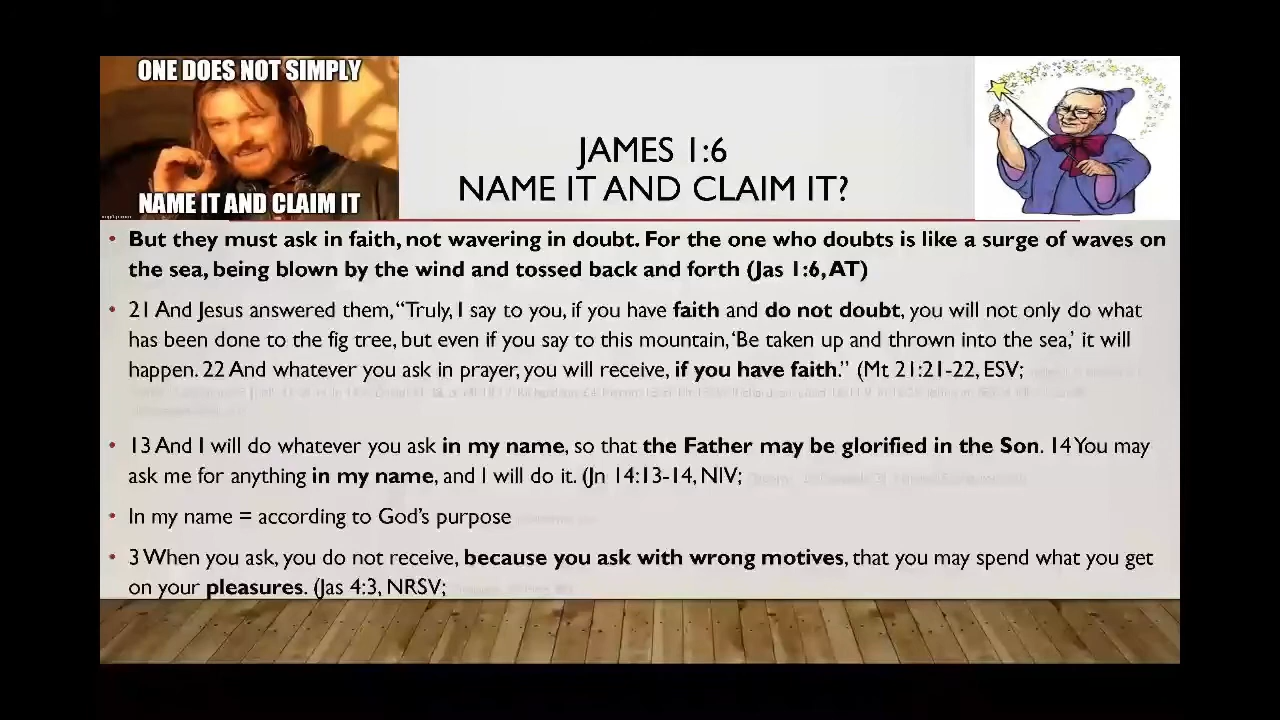 ONE DOES NOT SIMPLY
NAME IT AND CLAIM IT
JAMES 1:6
NAME IT AND CLAIM IT?
• But they must ask in faith, not wavering in doubt. For the one who doubts is like a surge of waves on
the sea, being blown by the wind and tossed back and forth (Jas 1:6, AT)
• 21 And Jesus answered them, “Truly, I say to you, if you have faith and do not doubt, you will not only do what
has been done to the fig tree, but even if you say to this mountain, ‘Be taken up and thrown into the sea,’ it will
happen. 22 And whatever you ask in prayer, you will receive, if you have faith.” (Mt 21:21-22, ESV;
• 13 And I will do whatever you ask in my name, so that the Father may be glorified in the Son. 14 You may
ask me for anything in my name, and I will do it. (Jn 14:13-14, NIV;
• In my name = according to God’s purpose
• 3 When you ask, you do not receive, because you ask with wrong motives, that you may spend what you get
on your pleasures. (Jas 4:3, NRSV;